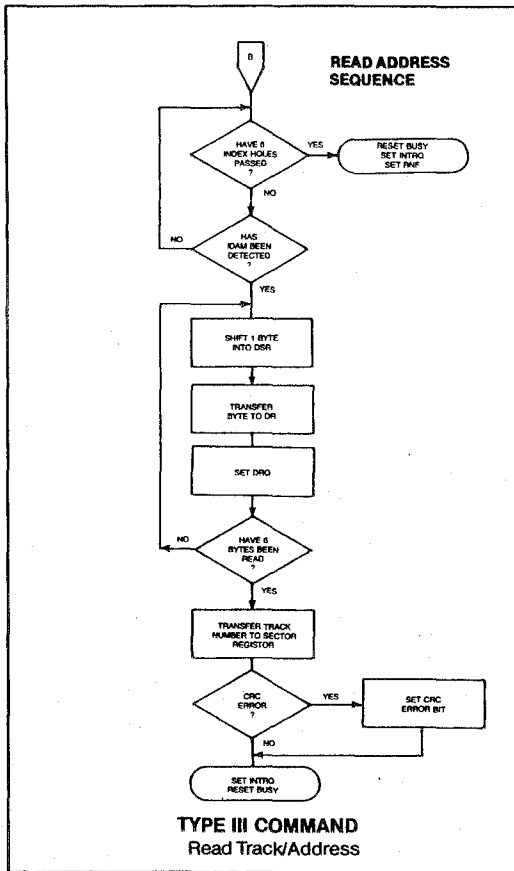 B
READ ADDRESS
SEQUENCE
HAVE 6
INDEX HOLES
PASSED
?
YES
RESET BUSY
SET INTRQ
SET RNF
NO
HAS
IDAM BEEN
DETECTED
?
NO
YES
SHIFT 1 BYTE
INTO DSR
TRANSFER
BYTE TO DR
SET DRQ
HAVE 6
BYTES BEEN
READ
?
NO
YES
TRANSFER TRACK
NUMBER TO SECTOR
REGISTOR
CRC
ERROR
?
YES
SET CRC
ERROR BIT
NO
SET INTRQ
RESET BUSY
TYPE III COMMAND
Read Track/Address